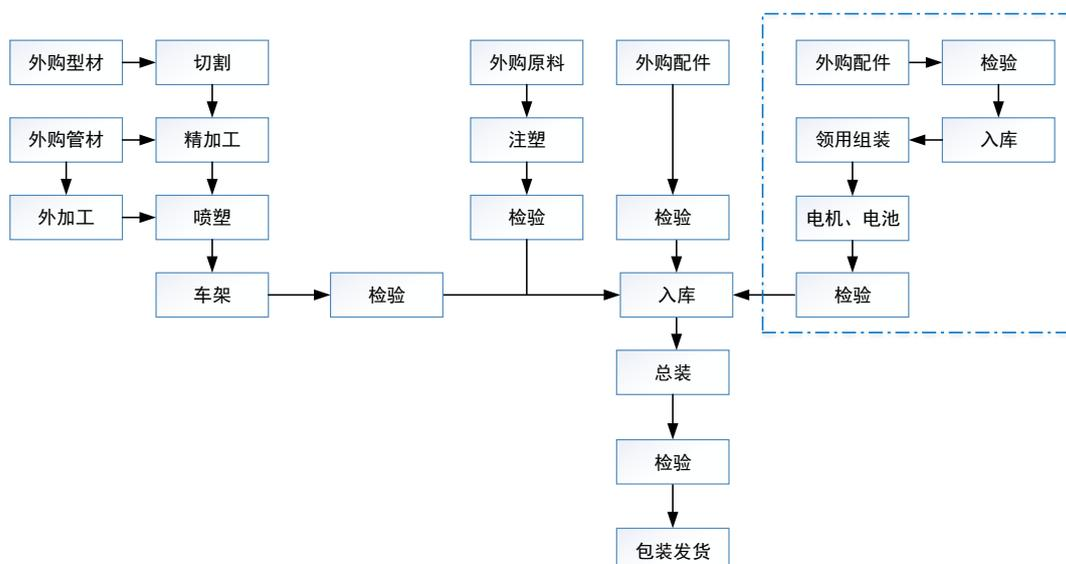 外购型材
切割
外购原料
外购配件
外购配件
检验
外购管材
精加工
注塑
领用组装
入库
外加工
喷塑
检验
检验
电机、电池
车架
检验
入库
检验
总装
检验
包装发货